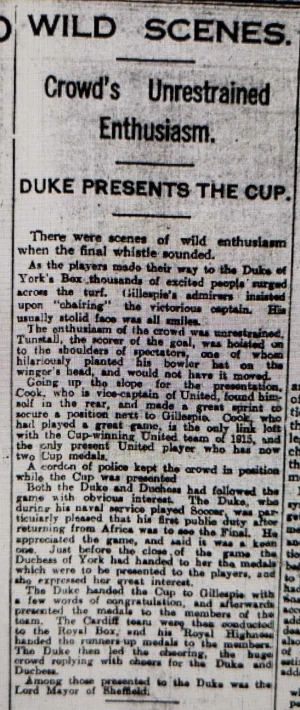 WILD SCENES.
Crowd's Unrestrained
Enthusiasm.
DUKE PRESENTS THE CUP.
There were scenes of wild enthusiasm
when the final whistle sounded.
As the players made their way to the Duke of
York's Box thousands of excited people surged
across the turf. Gillespie's admirers insisted
upon "chairing" the victorious captain. His
usually stolid face was all smiles.
The enthusiasm of the crowd was unrestrained.
Tunstall, the scorer of the goal, was hoisted on
to the shoulders of spectators, one of whom
hilariously planted his bowler hat on the
winger's head, and would not have it moved.
Going up the slope for the presentation,
Cook, who is vice-captain of United, found him-
self in the rear, and made a great sprint to
secure a position next to Gillespie. Cook, who
had played a great game, is the only link left
with the Cup-winning United team of 1915, and
the only present United player who has now
two Cup medals.
A cordon of police kept the crowd in position
while the Cup was presented
Both the Duke and Duchess had followed the
game with obvious interest. The Duke, who
during his naval service played Soccer, was par-
ticularly pleased that his first public duty after
returning from Africa was to see the Final. He
appreciated the game, and said it was a keen
one. Just before the close of the game the
Duchess of York had handed to her the medals
which were to be presented to the players, and
she expressed her great interest.
The Duke handed the Cup to Gillespie with
a few words of congratulation, and afterwards
presented the medals to the members of the
team. The Cardiff team were then conducted
to the Royal Box, and his Royal Highness
handed the runners-up medals to the members.
The Duke then led the cheering, the huge
crowd replying with cheers for the Duke and
Duchess.
Among those presented to the Duke was the
Lord Mayor of Sheffield.